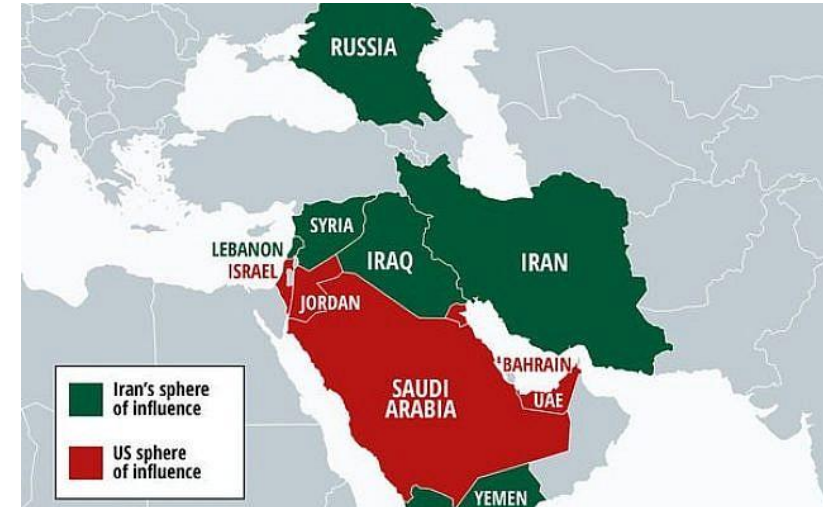 RUSSIA
SYRIA
LEBANON
ISRAEL
IRAQ
IRAN
JORDAN
BAHRAIN
SAUDI
ARABIA
UAE
YEMEN
Iran's sphere
of influence
US sphere
of influence